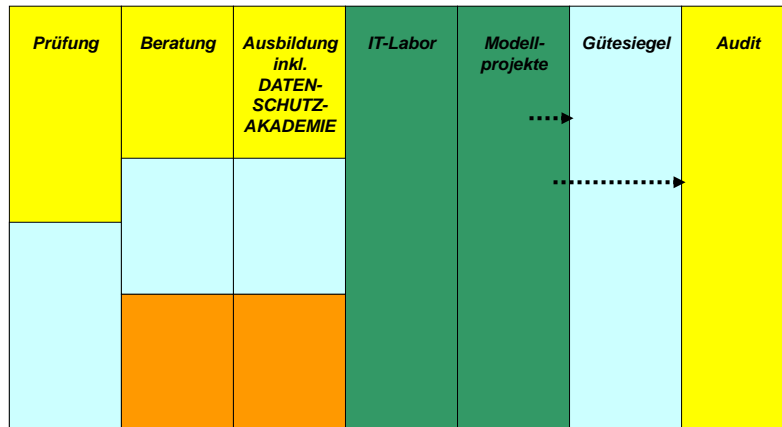 Prüfung
Beratung
Ausbildung
inkl.
DATEN-
SCHUTZ-
AKADEMIE
IT-Labor
Modell-
projekte
Gütesiegel
Audit